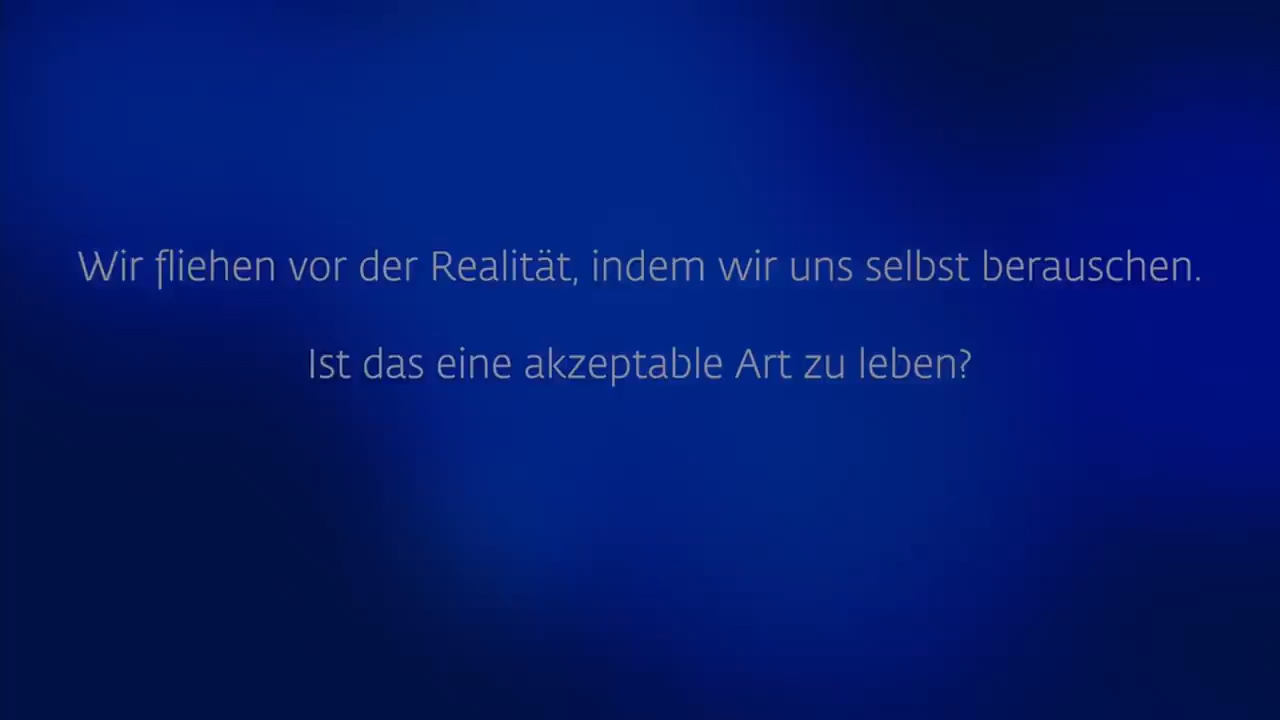 Wir fliehen vor der Realität, indem wir uns selbst berauschen.
Ist das eine akzeptable Art zu leben?